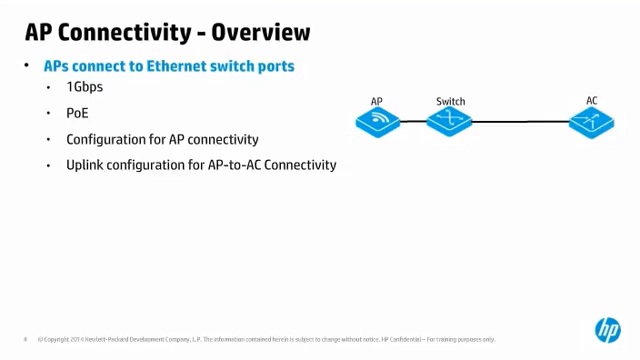 AP Connectivity - Overview
• APs connect to Ethernet switch ports
• 1Gbps
• PoE
• Configuration for AP connectivity
• Uplink configuration for AP-to-AC Connectivity
AP Switch AC
4 © Copyright 2014 Hewlett-Packard Development Company, L.P. The information contained herein is subject to change without notice. HP Confidential – For training purposes only.
hp